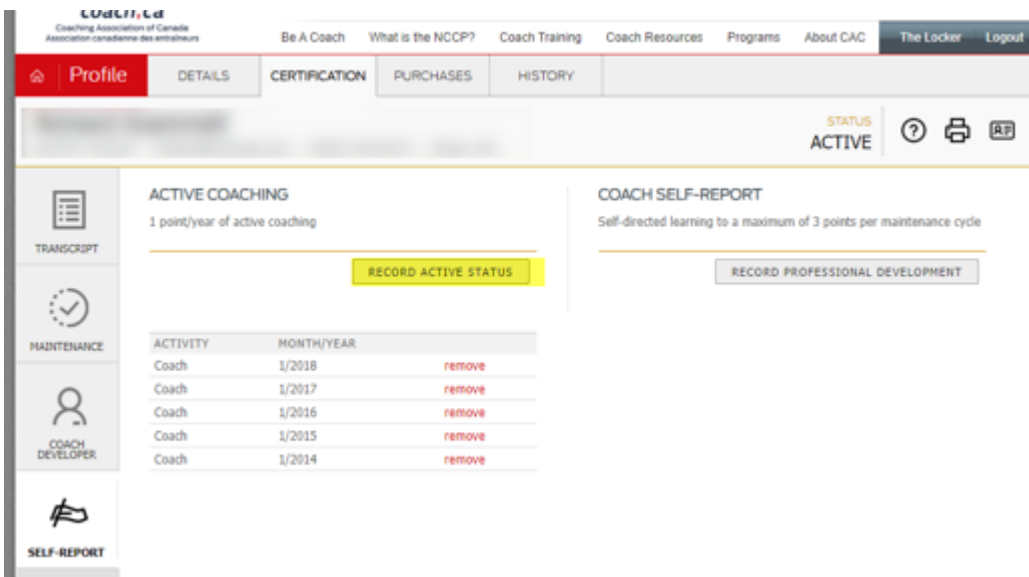 coach.ca
Coaching Association of Canada
Association canadienne des entraîneurs
Be A Coach What is the NCCP? Coach Training Coach Resources Programs About CAC The Locker Logout
Profile DETAILS CERTIFICATION PURCHASES HISTORY
STATUS
ACTIVE
ACTIVE COACHING
1 point/year of active coaching
RECORD ACTIVE STATUS
COACH SELF-REPORT
Self-directed learning to a maximum of 3 points per maintenance cycle
RECORD PROFESSIONAL DEVELOPMENT
TRANSCRIPT
MAINTENANCE
COACH
DEVELOPER
SELF-REPORT
ACTIVITY MONTH/YEAR
Coach 1/2018 remove
Coach 1/2017 remove
Coach 1/2016 remove
Coach 1/2015 remove
Coach 1/2014 remove